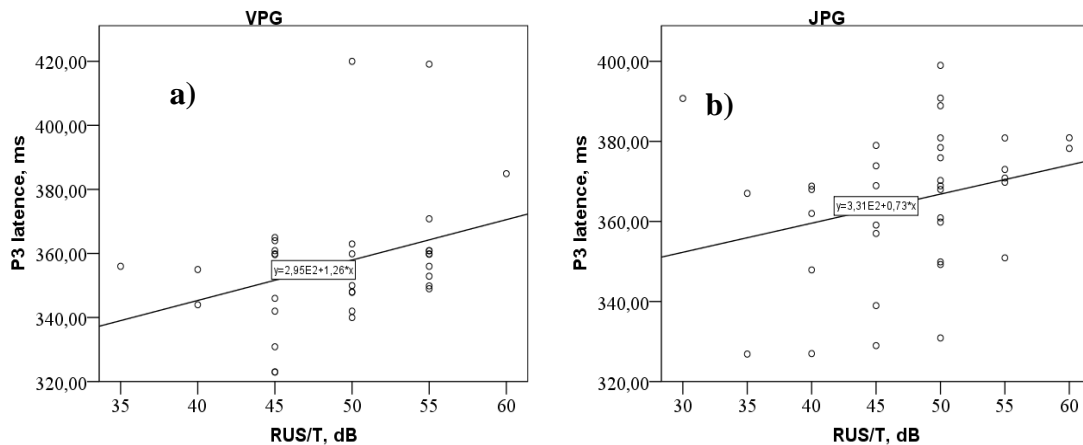 VPG
a)
P3 latence, ms
420,00
400,00
380,00
360,00
340,00
320,00
y=2,95E2+1,26*x
35 40 45 50 55 60
RUS/T, dB
JPG
b)
P3 latence, ms
400,00
380,00
360,00
340,00
320,00
y=3,31E2+0,73*x
30 35 40 45 50 55 60
RUS/T, dB